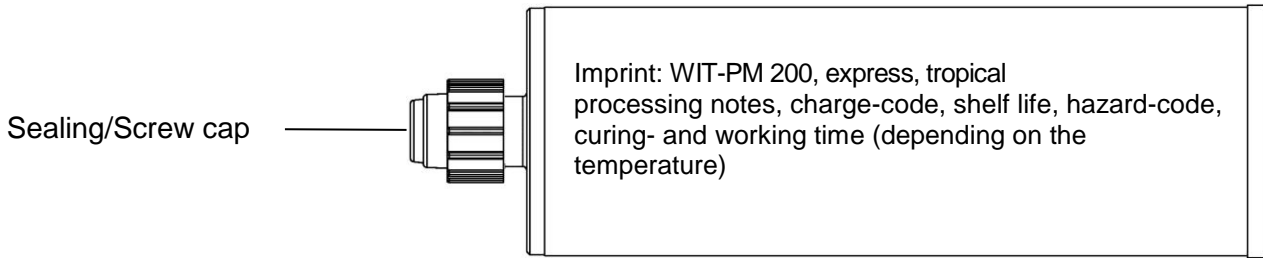 Sealing/Screw cap
Imprint: WIT-PM 200, express, tropical
processing notes, charge-code, shelf life, hazard-code,
curing- and working time (depending on the
temperature)